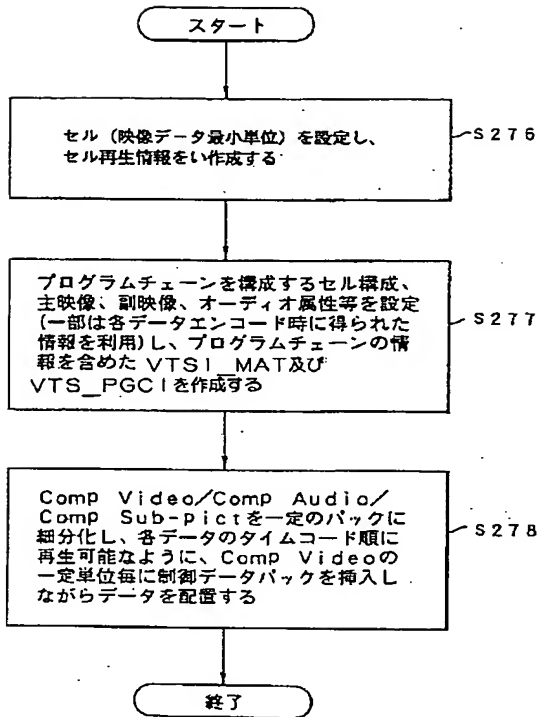 スタート
セル（映像データ最小単位）を設定し、
セル再生情報をい作成する
S276
プログラムチェーンを構成するセル構成、
主映像、副映像、オーディオ属性等を設定
(一部は各データエンコード時に得られた
情報を利用)し、プログラムチェーンの情
報を含めた VTSI_MAT及び
VTS_PGCIを作成する
S277
Comp Video/Comp Audio/
Comp Sub-pictを一定のパックに
細分化し、各データのタイムコード順に
再生可能なように、Comp Videoの
一定単位毎に制御データパックを挿入し
ながらデータを配置する
S278
終了